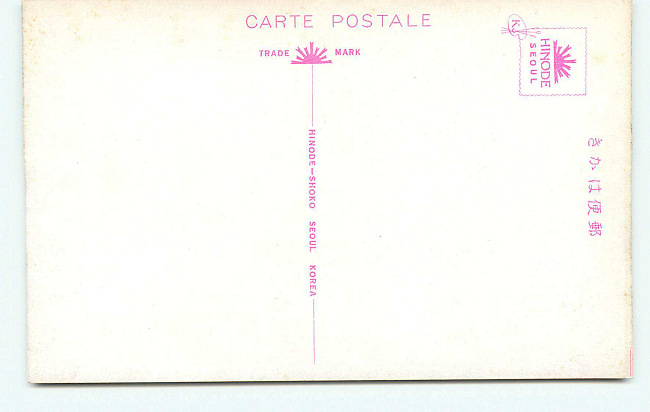 CARTE POSTALE
TRADE MARK
HINODE-SHOKO SEOUL KOREA
K
HINODE
SEOUL
きかは便郵